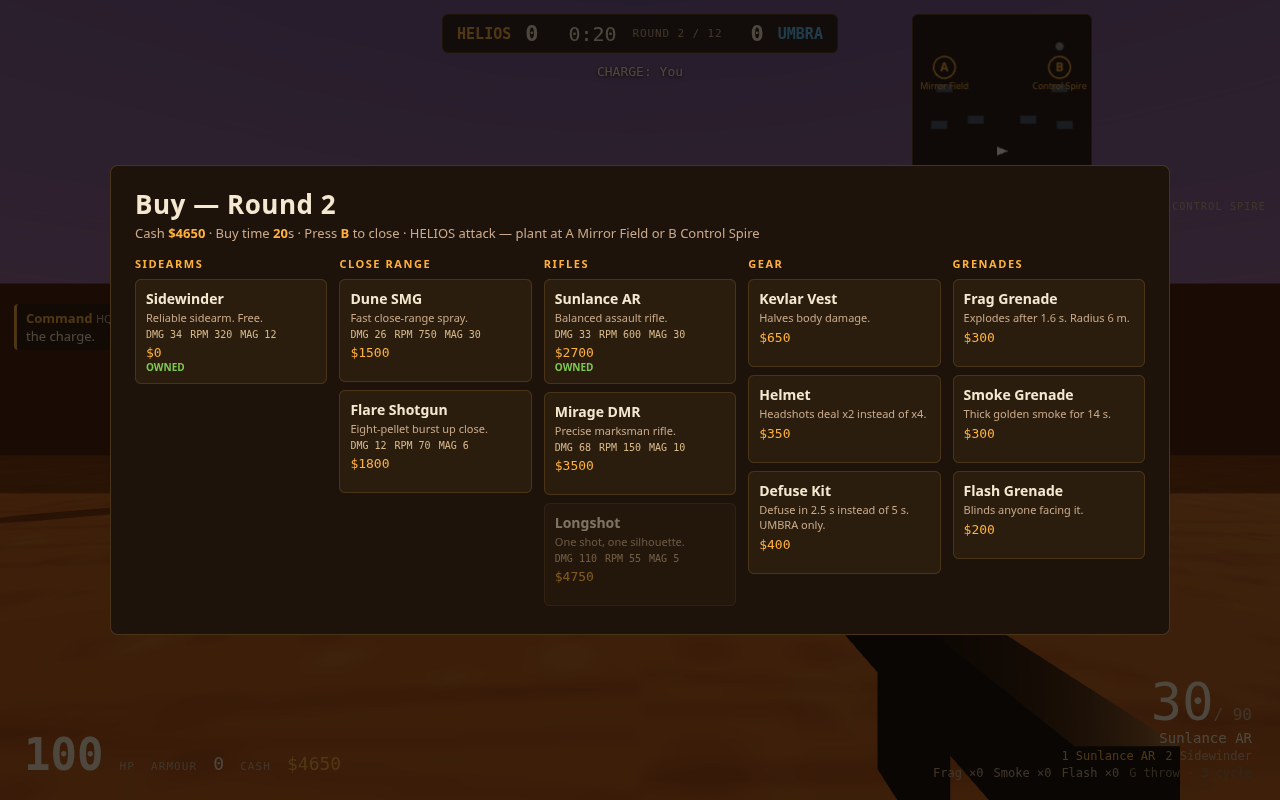 HELIOS 0 0:20 ROUND 2 / 12 0 UMBRA
CHARGE: You
A
B
Mirror Field
Control Spire
CONTROL SPIRE
Command HQ
the charge.
Buy — Round 2
Cash $4650 · Buy time 20s · Press B to close · HELIOS attack — plant at A Mirror Field or B Control Spire
SIDEARMS
Sidewinder
Reliable sidearm. Free.
DMG 34 RPM 320 MAG 12
$0
OWNED
CLOSE RANGE
Dune SMG
Fast close-range spray.
DMG 26 RPM 750 MAG 30
$1500
Flare Shotgun
Eight-pellet burst up close.
DMG 12 RPM 70 MAG 6
$1800
RIFLES
Sunlance AR
Balanced assault rifle.
DMG 33 RPM 600 MAG 30
$2700
OWNED
Mirage DMR
Precise marksman rifle.
DMG 68 RPM 150 MAG 10
$3500
Longshot
One shot, one silhouette.
DMG 110 RPM 55 MAG 5
$4750
GEAR
Kevlar Vest
Halves body damage.
$650
Helmet
Headshots deal x2 instead of x4.
$350
Defuse Kit
Defuse in 2.5 s instead of 5 s.
UMBRA only.
$400
GRENADES
Frag Grenade
Explodes after 1.6 s. Radius 6 m.
$300
Smoke Grenade
Thick golden smoke for 14 s.
$300
Flash Grenade
Blinds anyone facing it.
$200
100 HP ARMOUR 0 CASH $4650
30 / 90
Sunlance AR
1 Sunlance AR 2 Sidewinder
Frag ×0 Smoke ×0 Flash ×0 G throw